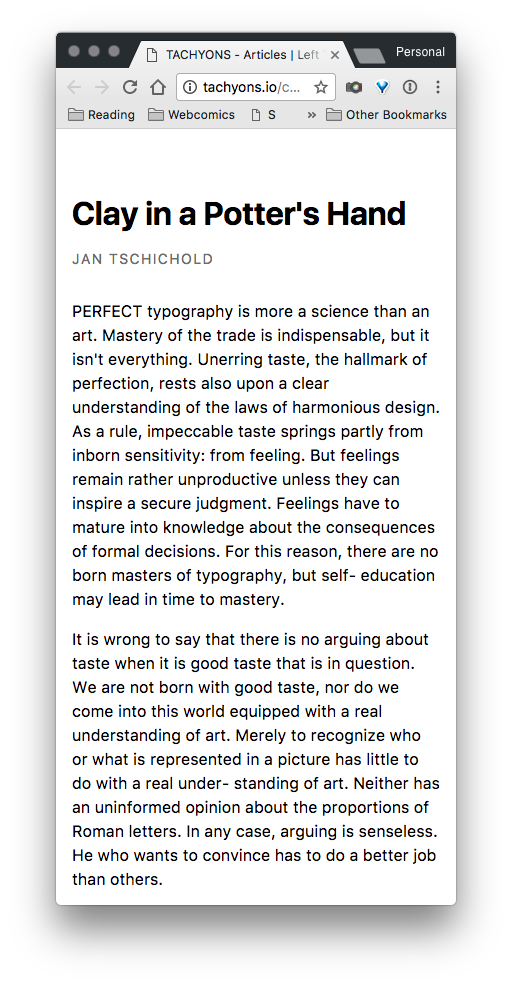 TACHYONS - Articles | Left
Personal
tachyons.io/c...
Reading
Webcomics
S
»
Other Bookmarks
Clay in a Potter's Hand
JAN TSCHICHOLD
PERFECT typography is more a science than an
art. Mastery of the trade is indispensable, but it
isn't everything. Unerring taste, the hallmark of
perfection, rests also upon a clear
understanding of the laws of harmonious design.
As a rule, impeccable taste springs partly from
inborn sensitivity: from feeling. But feelings
remain rather unproductive unless they can
inspire a secure judgment. Feelings have to
mature into knowledge about the consequences
of formal decisions. For this reason, there are no
born masters of typography, but self- education
may lead in time to mastery.
It is wrong to say that there is no arguing about
taste when it is good taste that is in question.
We are not born with good taste, nor do we
come into this world equipped with a real
understanding of art. Merely to recognize who
or what is represented in a picture has little to
do with a real under- standing of art. Neither has
an uninformed opinion about the proportions of
Roman letters. In any case, arguing is senseless.
He who wants to convince has to do a better job
than others.